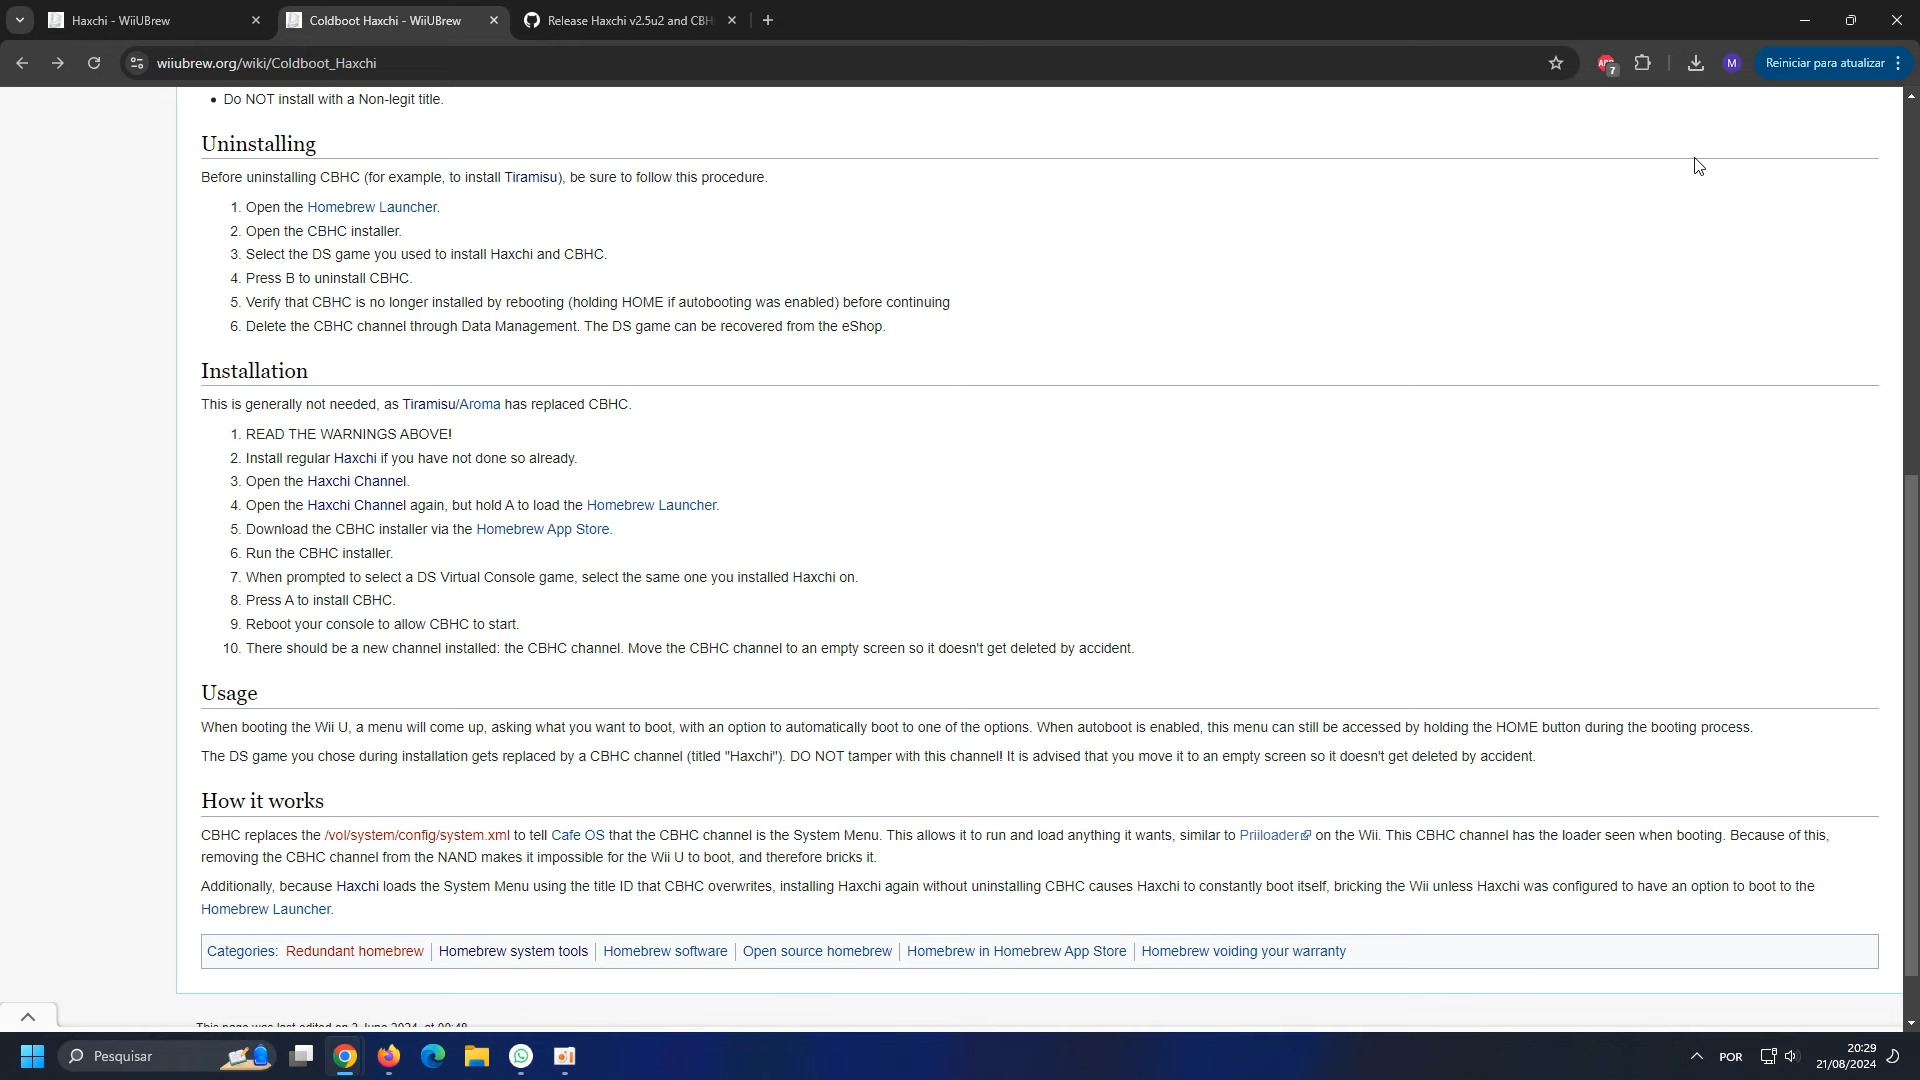 Haxchi - WiiUBrew
Coldboot Haxchi - WiiUBrew
Release Haxchi v2.5u2 and CBH
wiiubrew.org/wiki/Coldboot_Haxchi
7
M
Reiniciar para atualizar
Do NOT install with a Non-legit title.
Uninstalling
Before uninstalling CBHC (for example, to install Tiramisu), be sure to follow this procedure.
1. Open the Homebrew Launcher.
2. Open the CBHC installer.
3. Select the DS game you used to install Haxchi and CBHC.
4. Press B to uninstall CBHC.
5. Verify that CBHC is no longer installed by rebooting (holding HOME if autobooting was enabled) before continuing
6. Delete the CBHC channel through Data Management. The DS game can be recovered from the eShop.
Installation
This is generally not needed, as Tiramisu/Aroma has replaced CBHC.
1. READ THE WARNINGS ABOVE!
2. Install regular Haxchi if you have not done so already.
3. Open the Haxchi Channel.
4. Open the Haxchi Channel again, but hold A to load the Homebrew Launcher.
5. Download the CBHC installer via the Homebrew App Store.
6. Run the CBHC installer.
7. When prompted to select a DS Virtual Console game, select the same one you installed Haxchi on.
8. Press A to install CBHC.
9. Reboot your console to allow CBHC to start.
10. There should be a new channel installed: the CBHC channel. Move the CBHC channel to an empty screen so it doesn't get deleted by accident.
Usage
When booting the Wii U, a menu will come up, asking what you want to boot, with an option to automatically boot to one of the options. When autoboot is enabled, this menu can still be accessed by holding the HOME button during the booting process.
The DS game you chose during installation gets replaced by a CBHC channel (titled "Haxchi"). DO NOT tamper with this channel! It is advised that you move it to an empty screen so it doesn't get deleted by accident.
How it works
CBHC replaces the /vol/system/config/system.xml to tell Cafe OS that the CBHC channel is the System Menu. This allows it to run and load anything it wants, similar to Priiloader on the Wii. This CBHC channel has the loader seen when booting. Because of this,
removing the CBHC channel from the NAND makes it impossible for the Wii U to boot, and therefore bricks it.
Additionally, because Haxchi loads the System Menu using the title ID that CBHC overwrites, installing Haxchi again without uninstalling CBHC causes Haxchi to constantly boot itself, bricking the Wii unless Haxchi was configured to have an option to boot to the
Homebrew Launcher.
Categories: Redundant homebrew | Homebrew system tools | Homebrew software | Open source homebrew | Homebrew in Homebrew App Store | Homebrew voiding your warranty
This page was last edited on 3 June 2024, at 00:48
Pesquisar
POR
20:29
21/08/2024